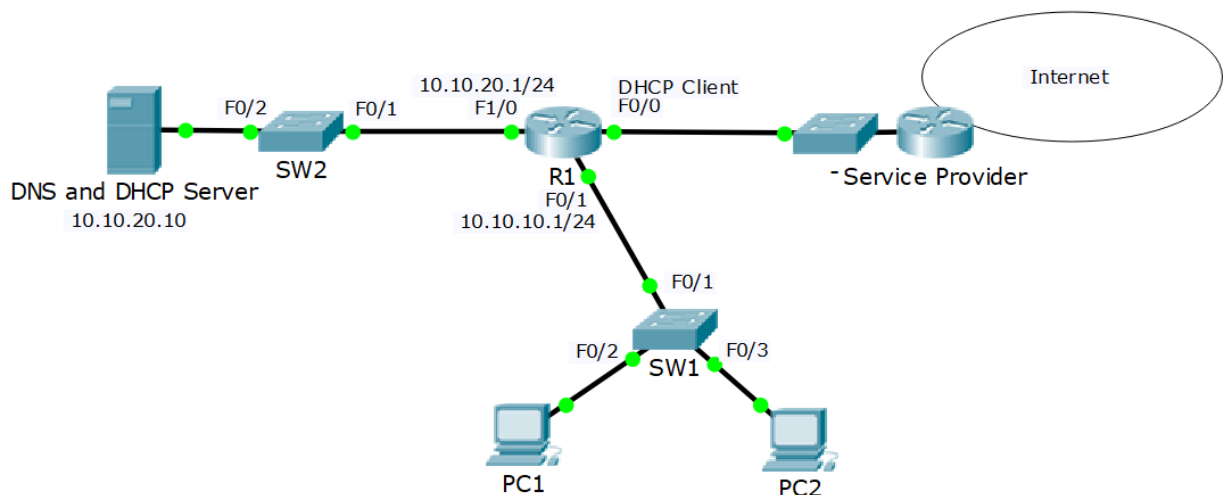 10.10.20.1/24
DHCP Client
Internet
F0/2
F0/1
F1/0
F0/0
SW2
R1
DNS and DHCP Server
10.10.20.10
-Service Provider
F0/1
10.10.10.1/24
F0/1
F0/2
F0/3
SW1
PC1
PC2